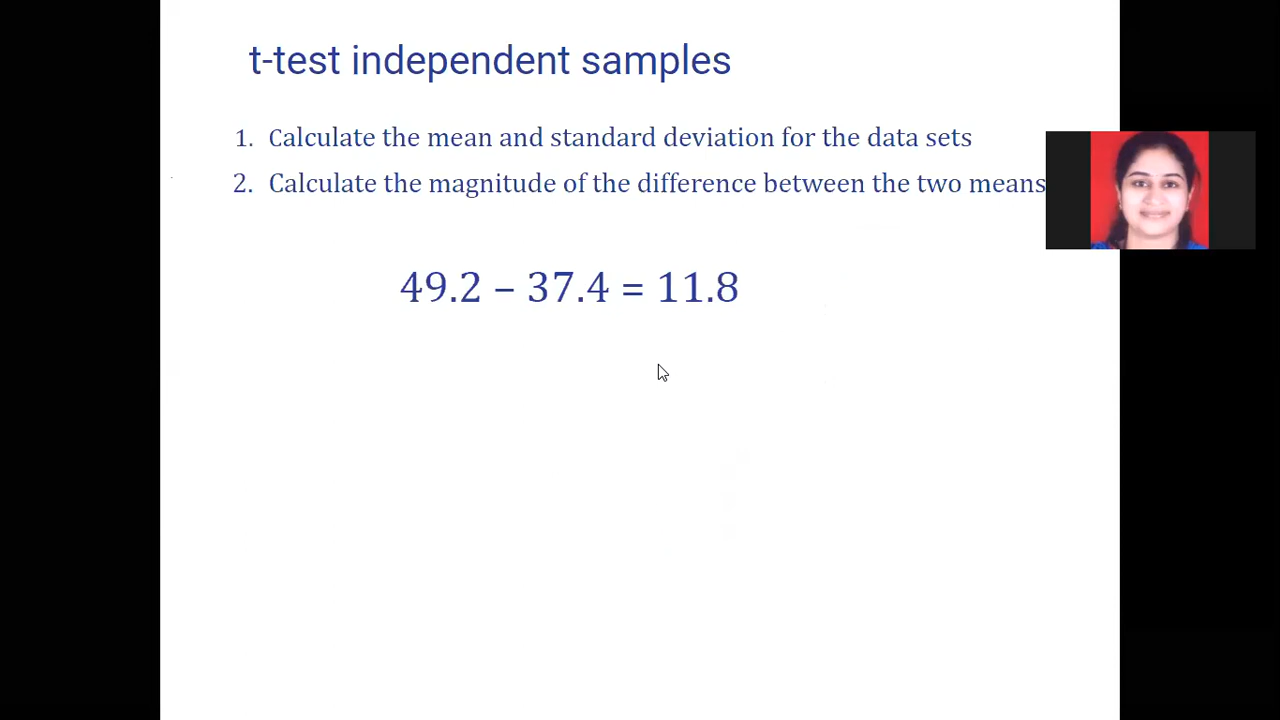 t-test independent samples
1. Calculate the mean and standard deviation for the data sets
2. Calculate the magnitude of the difference between the two means
49.2 – 37.4 = 11.8